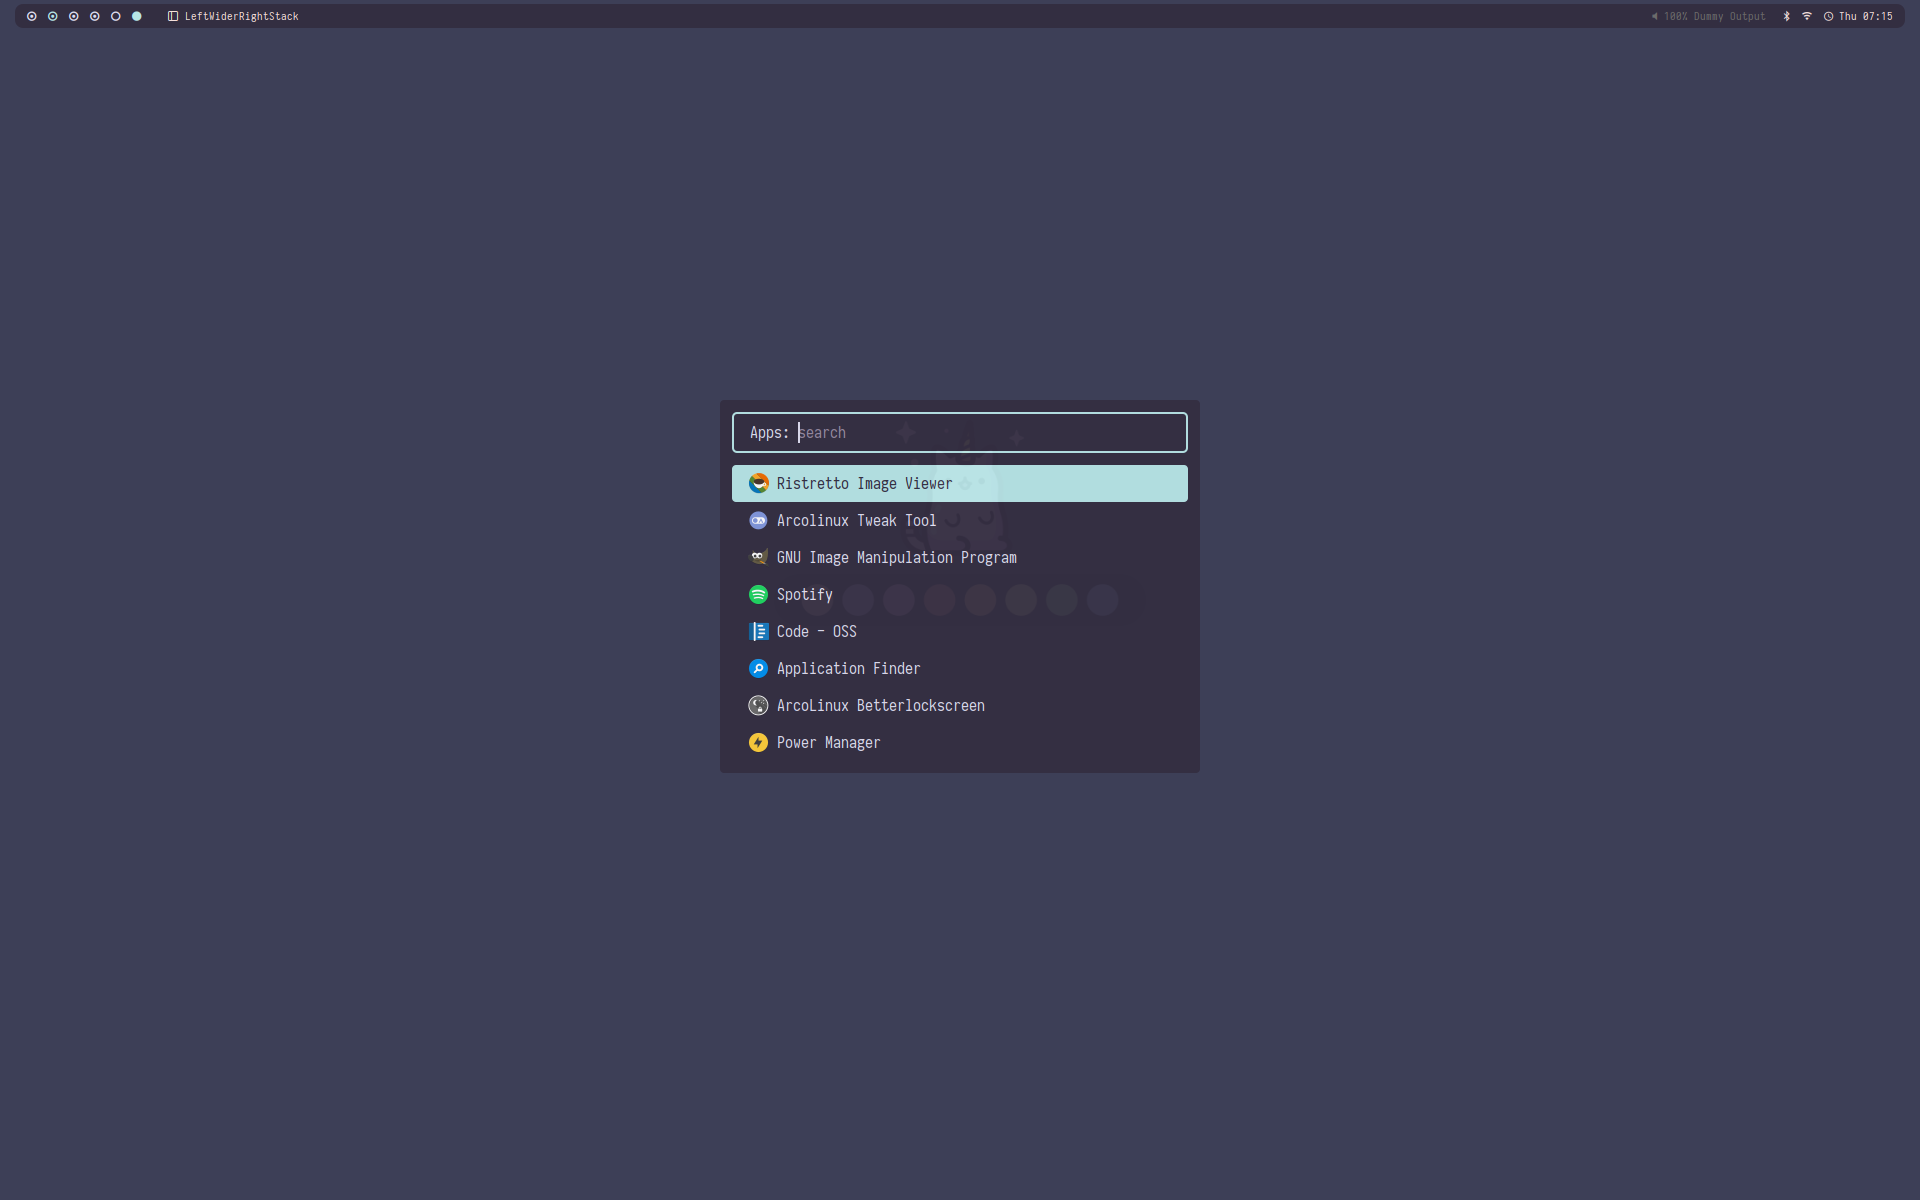 LeftWiderRightStack
100% Dummy Output
Thu 07:15
Apps: search
Ristretto Image Viewer
Arcolinux Tweak Tool
GNU Image Manipulation Program
Spotify
Code - OSS
Application Finder
ArcoLinux Betterlockscreen
Power Manager